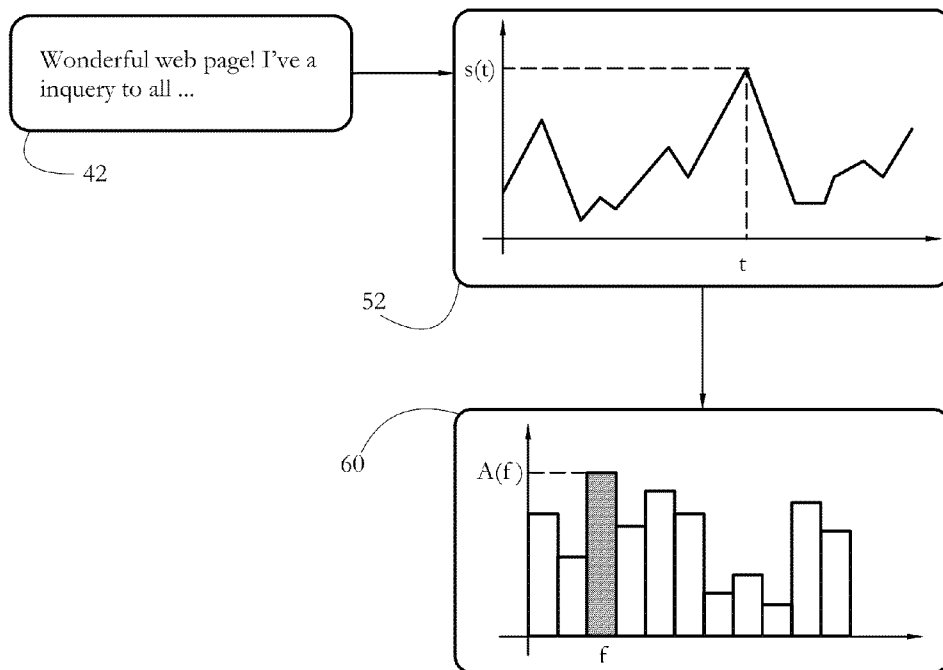 Wonderful web page! I've a
inquery to all ...
42
s(t)
t
52
60
A(f)
f